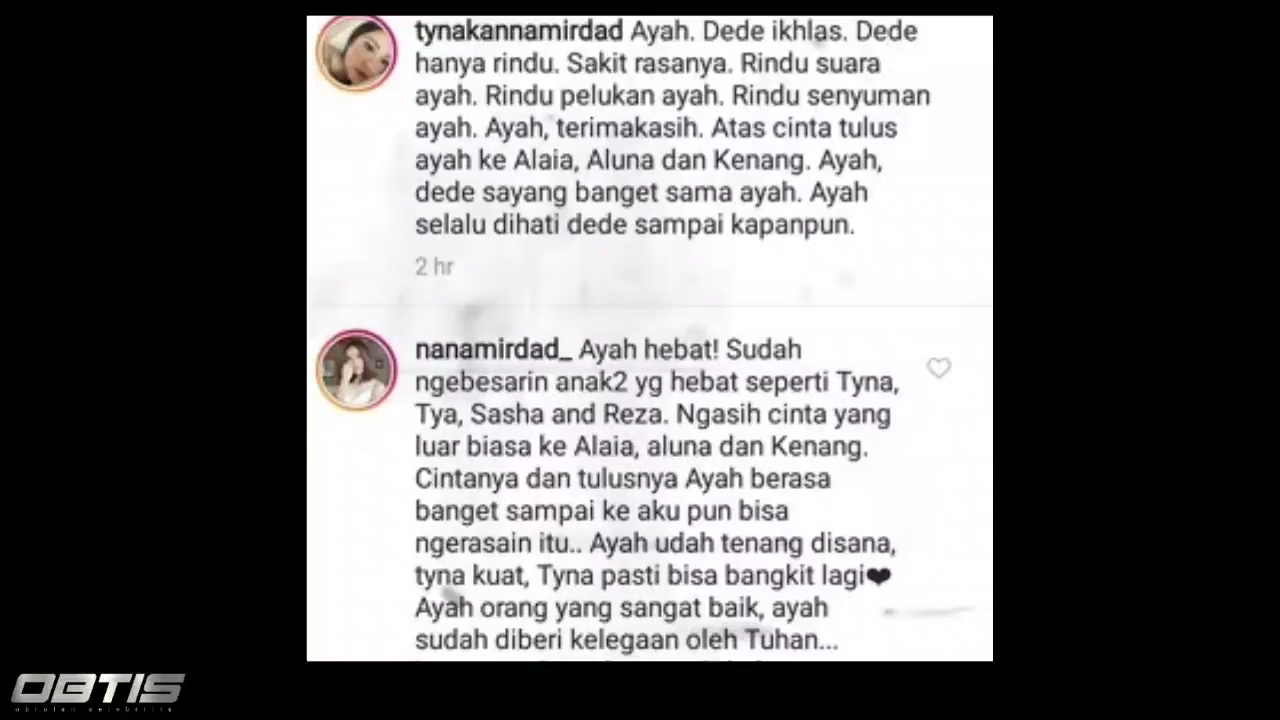 tynakannamirdad Ayah. Dede ikhlas. Dede
hanya rindu. Sakit rasanya. Rindu suara
ayah. Rindu pelukan ayah. Rindu senyuman
ayah. Ayah, terimakasih. Atas cinta tulus
ayah ke Alaia, Aluna dan Kenang. Ayah,
dede sayang banget sama ayah. Ayah
selalu dihati dede sampai kapanpun.
2 hr
nanamirdad_ Ayah hebat! Sudah
ngebesarin anak2 yg hebat seperti Tyna,
Tya, Sasha and Reza. Ngasih cinta yang
luar biasa ke Alaia, aluna dan Kenang.
Cintanya dan tulusnya Ayah berasa
banget sampai ke aku pun bisa
ngerasain itu.. Ayah udah tenang disana,
tyna kuat, Tyna pasti bisa bangkit lagi❤
Ayah orang yang sangat baik, ayah
sudah diberi kelegaan oleh Tuhan...
OBTIS
obrolan selebritis